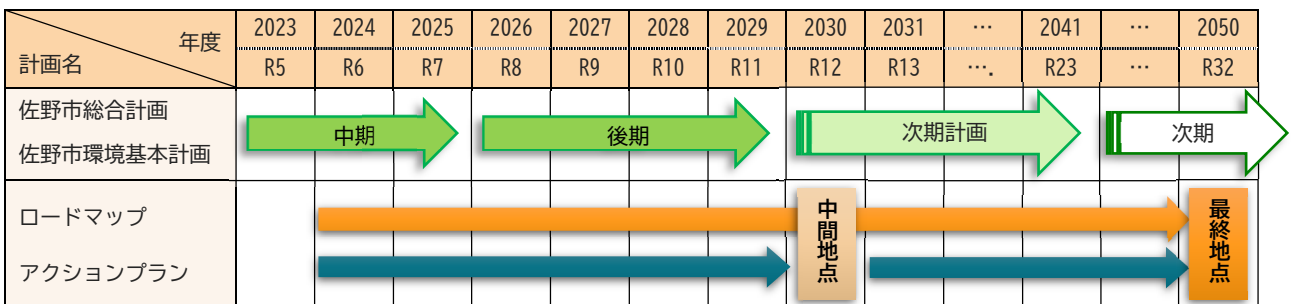 年度 2023 2024 2025 2026 2027 2028 2029 2030 2031 … 2041 … 2050
計画名 R5 R6 R7 R8 R9 R10 R11 R12 R13 …. R23 … R32
佐野市総合計画
佐野市環境基本計画
中期 後期 次期計画 次期
ロードマップ
アクションプラン
中間地点
最終地点